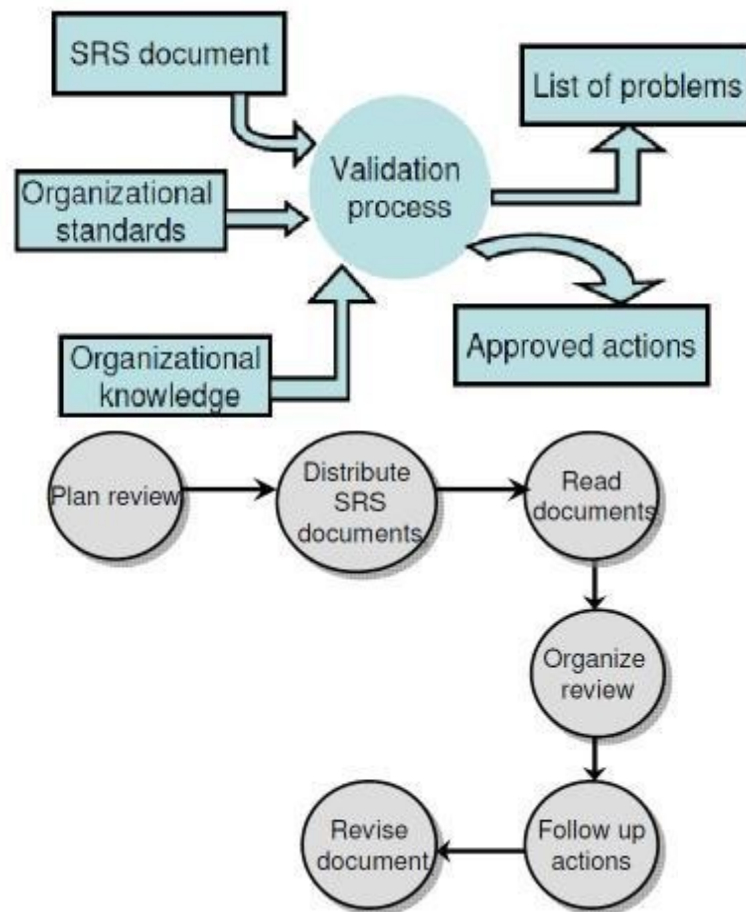 SRS document
List of problems
Validation
process
Organizational
standards
Approved actions
Organizational
knowledge
Plan review
Distribute
SRS
documents
Read
documents
Organize
review
Revise
document
Follow up
actions